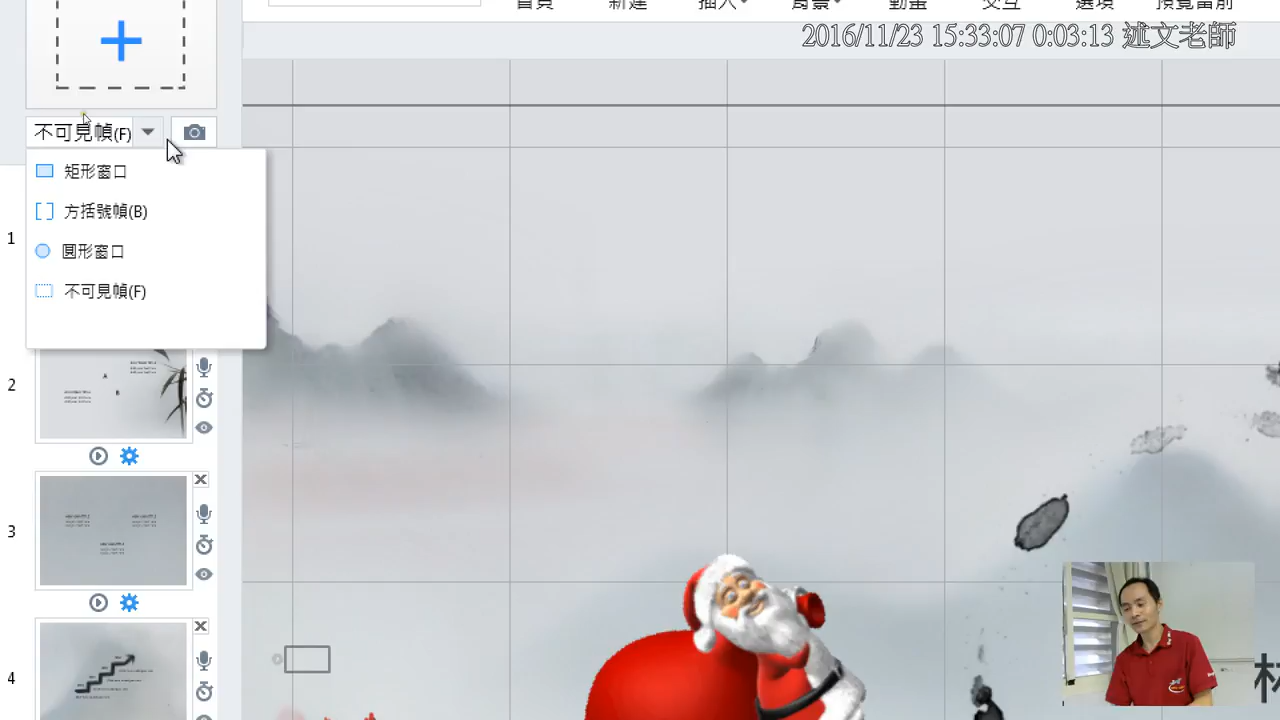 首頁 新建 插入 背景 動畫 交互 選項 預覽當前
2016/11/23 15:33:07 0:03:13 述文老師
不可見幀(F)
矩形窗口
方括號幀(B)
圓形窗口
不可見幀(F)
1
2
3
4